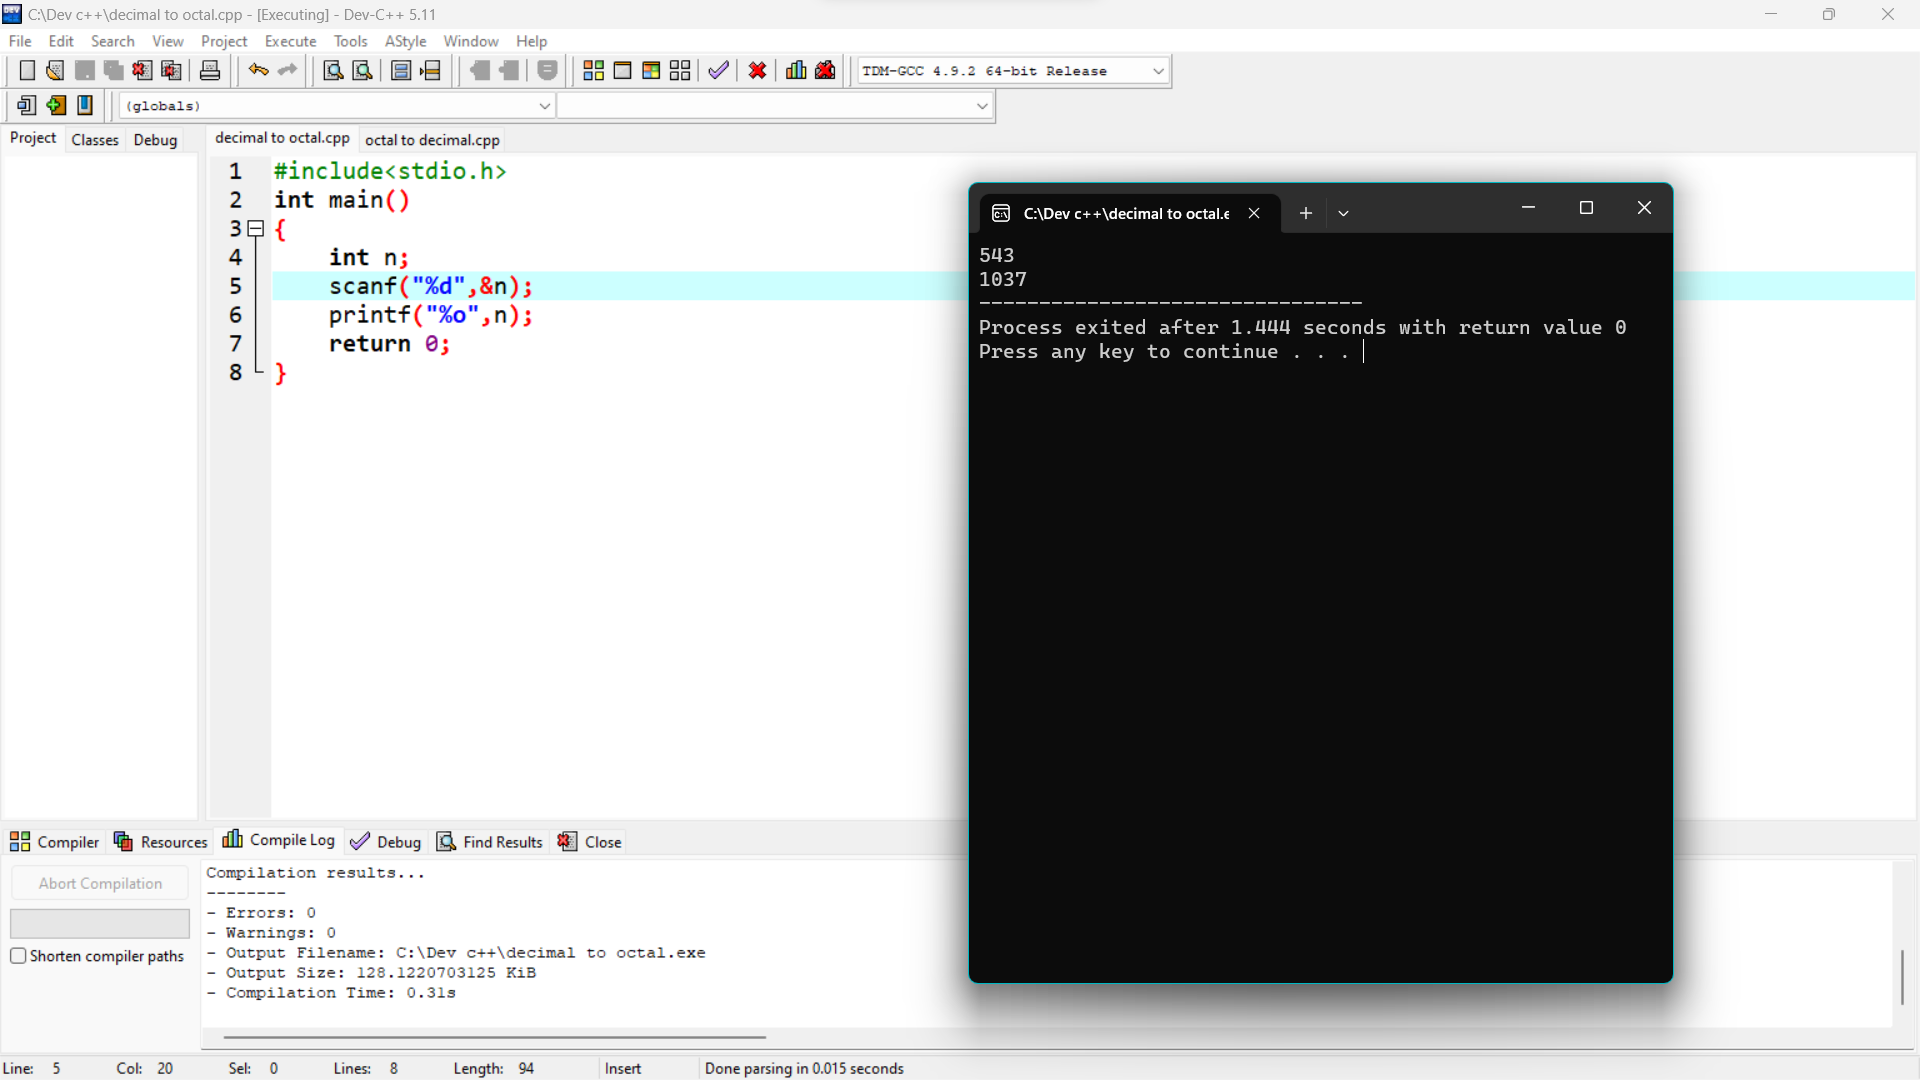 C:\Dev c++\decimal to octal.cpp - [Executing] - Dev-C++ 5.11
File Edit Search View Project Execute Tools AStyle Window Help
TDM-GCC 4.9.2 64-bit Release
(globals)
Project Classes Debug
decimal to octal.cpp octal to decimal.cpp
1 #include<stdio.h>
2 int main()
3 {
4 int n;
5 scanf("%d",&n);
6 printf("%o",n);
7 return 0;
8 }
C:\Dev c++\decimal to octal.e
543
1037
--------------------------------
Process exited after 1.444 seconds with return value 0
Press any key to continue . . .
Compiler Resources Compile Log Debug Find Results Close
Abort Compilation
Shorten compiler paths
Compilation results...
--------
- Errors: 0
- Warnings: 0
- Output Filename: C:\Dev c++\decimal to octal.exe
- Output Size: 128.1220703125 KiB
- Compilation Time: 0.31s
Line: 5 Col: 20 Sel: 0 Lines: 8 Length: 94 Insert Done parsing in 0.015 seconds